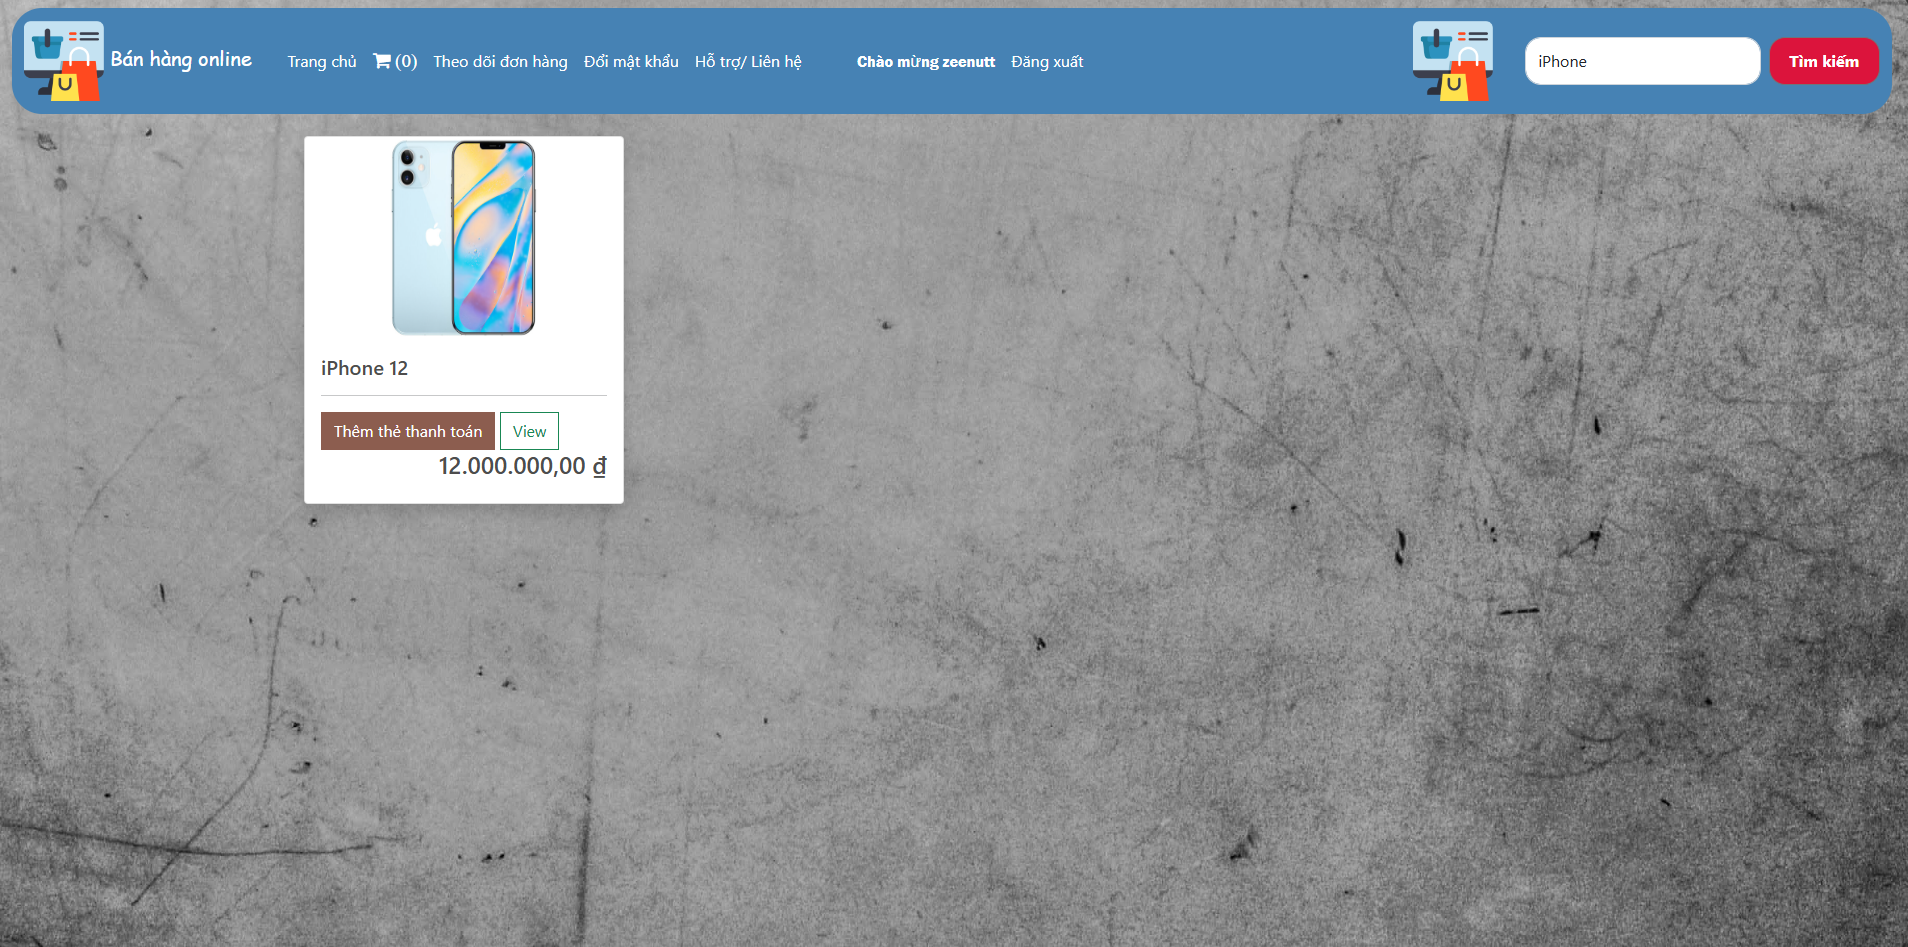 Bán hàng online
Trang chủ
(0)
Theo dõi đơn hàng
Đổi mật khẩu
Hỗ trợ/ Liên hệ
Chào mừng zeenutt
Đăng xuất
iPhone
Tìm kiếm
iPhone 12
Thêm thẻ thanh toán
View
12.000.000,00 ₫